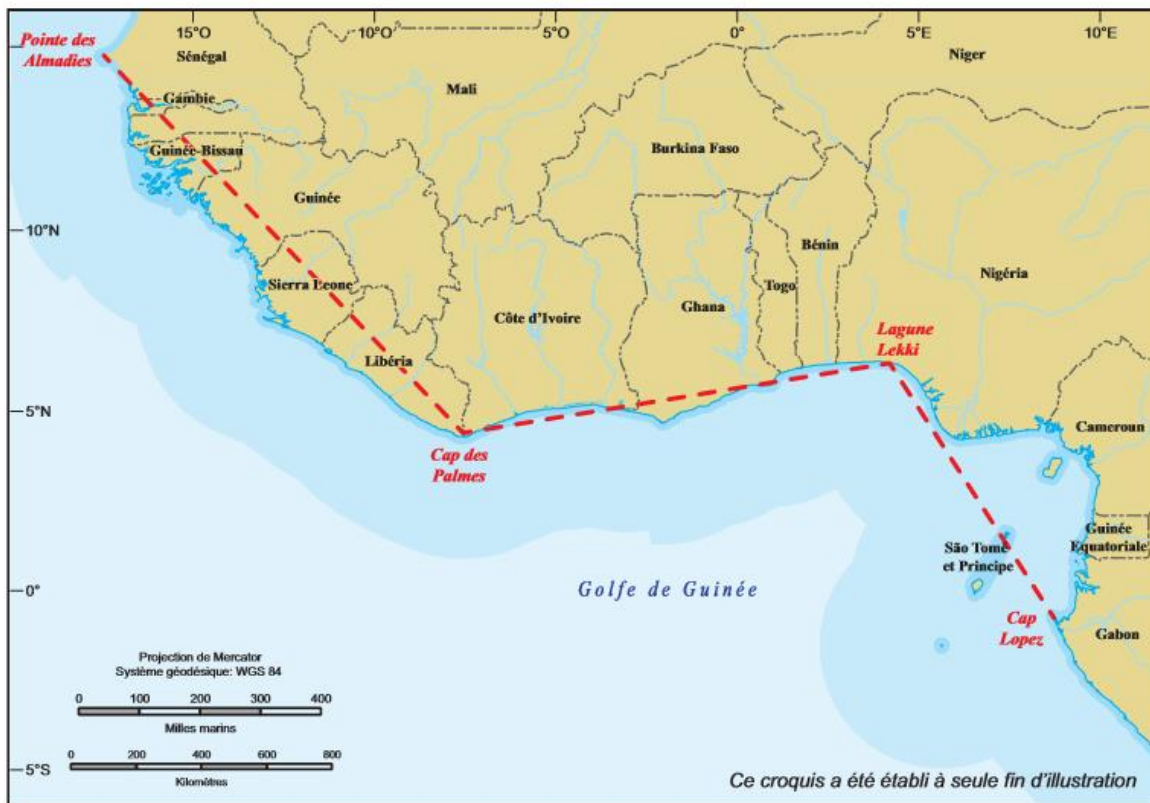 15°O
10°O
5°O
0°
5°E
10°E
Pointe des
Almadies
Sénégal
Niger
Mali
Gambie
Guinée-Bissau
Burkina Faso
Guinée
10°N
Bénin
Nigéria
Sierra Leone
Togo
Ghana
Côte d'Ivoire
Lagune
Lekki
Libéria
5°N
Cameroun
Cap des
Palmes
Guinée
Equatoriale
São Tomé
et Principe
0°
Golfe de Guinée
Cap
Lopez
Gabon
Projection de Mercator
Système géodésique: WGS 84
0 100 200 300 400
Milles marins
0 200 400 600 800
Kilomètres
5°S
Ce croquis a été établi à seule fin d'illustration